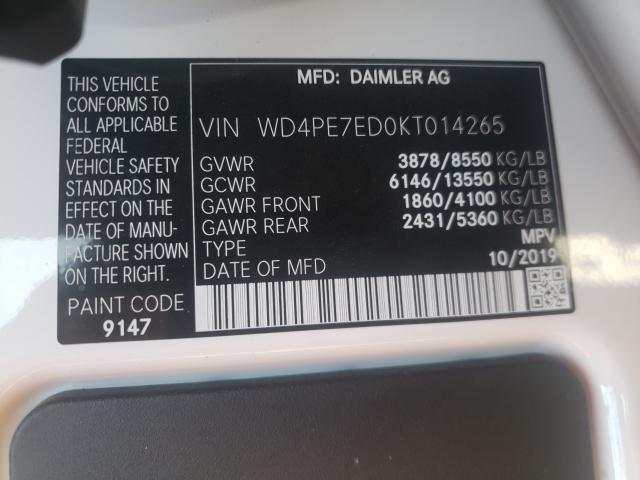 THIS VEHICLE
CONFORMS TO
ALL APPLICABLE
FEDERAL
VEHICLE SAFETY
STANDARDS IN
EFFECT ON THE
DATE OF MANU-
FACTURE SHOWN
ON THE RIGHT.
PAINT CODE
9147
MFD: DAIMLER AG
VIN WD4PE7ED0KT014265
GVWR 3878/8550 KG/LB
GCWR 6146/13550 KG/LB
GAWR FRONT 1860/4100 KG/LB
GAWR REAR 2431/5360 KG/LB
TYPE MPV
DATE OF MFD 10/2019